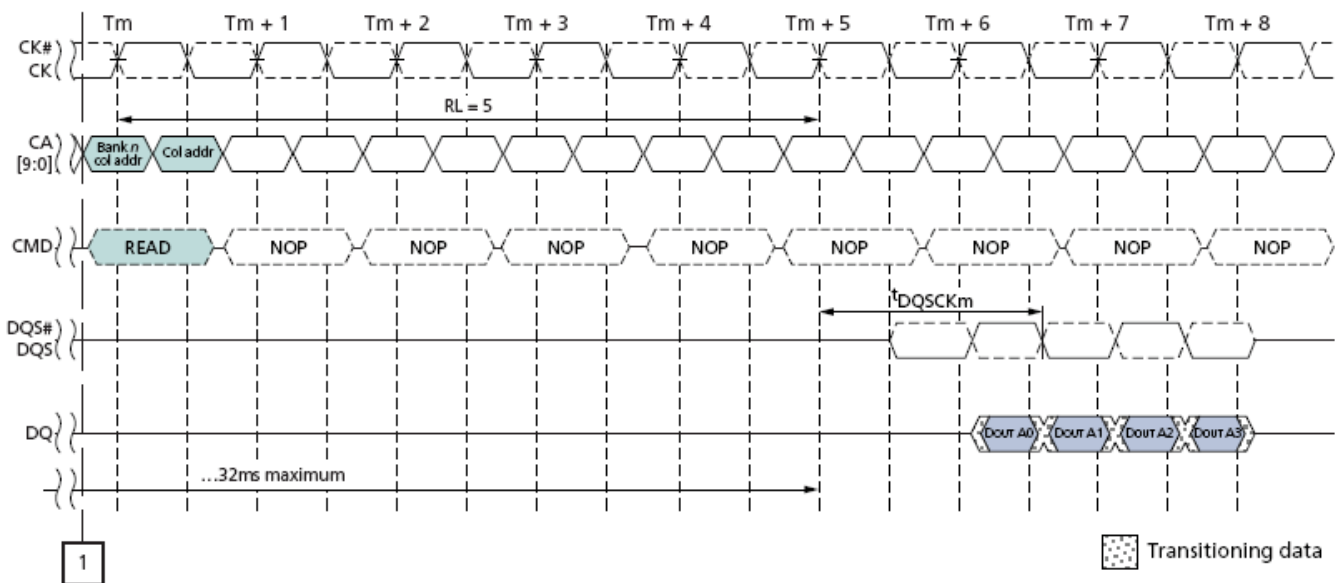 Tm Tm + 1 Tm + 2 Tm + 3 Tm + 4 Tm + 5 Tm + 6 Tm + 7 Tm + 8
CK#
CK
RL = 5
CA
[9:0]
Bank n
col addr
Col addr
CMD READ NOP NOP NOP NOP NOP NOP NOP NOP
tDQSCKm
DQS#
DQS
DQ DOUT A0 DOUT A1 DOUT A2 DOUT A3
...32ms maximum
1
Transitioning data